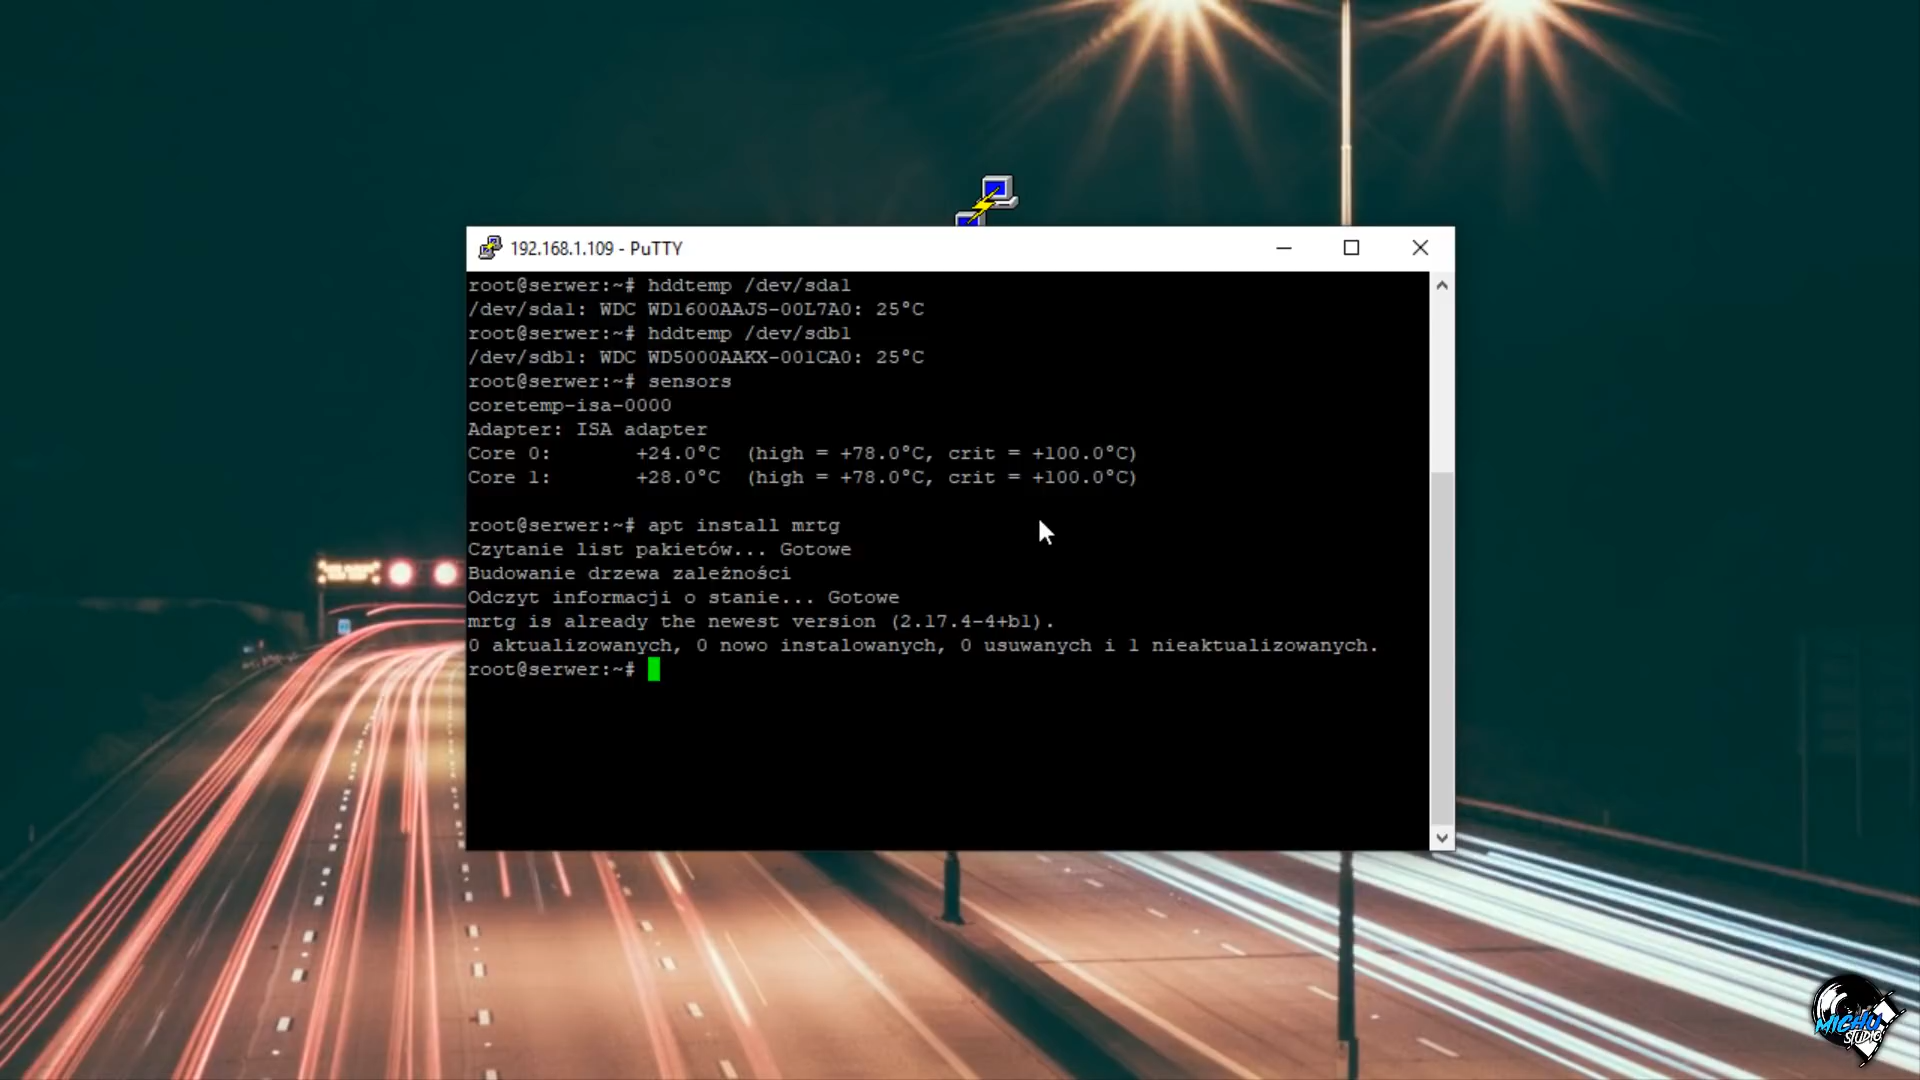 192.168.1.109 - PuTTY
root@serwer:~# hddtemp /dev/sda1
/dev/sda1: WDC WD1600AAJS-00L7A0: 25°C
root@serwer:~# hddtemp /dev/sdb1
/dev/sdb1: WDC WD5000AAKX-001CA0: 25°C
root@serwer:~# sensors
coretemp-isa-0000
Adapter: ISA adapter
Core 0:       +24.0°C  (high = +78.0°C, crit = +100.0°C)
Core 1:       +28.0°C  (high = +78.0°C, crit = +100.0°C)
root@serwer:~# apt install mrtg
Czytanie list pakietów... Gotowe
Budowanie drzewa zależności
Odczyt informacji o stanie... Gotowe
mrtg is already the newest version (2.17.4-4+b1).
0 aktualizowanych, 0 nowo instalowanych, 0 usuwanych i 1 nieaktualizowanych.
root@serwer:~#
MICHU
STUDIO